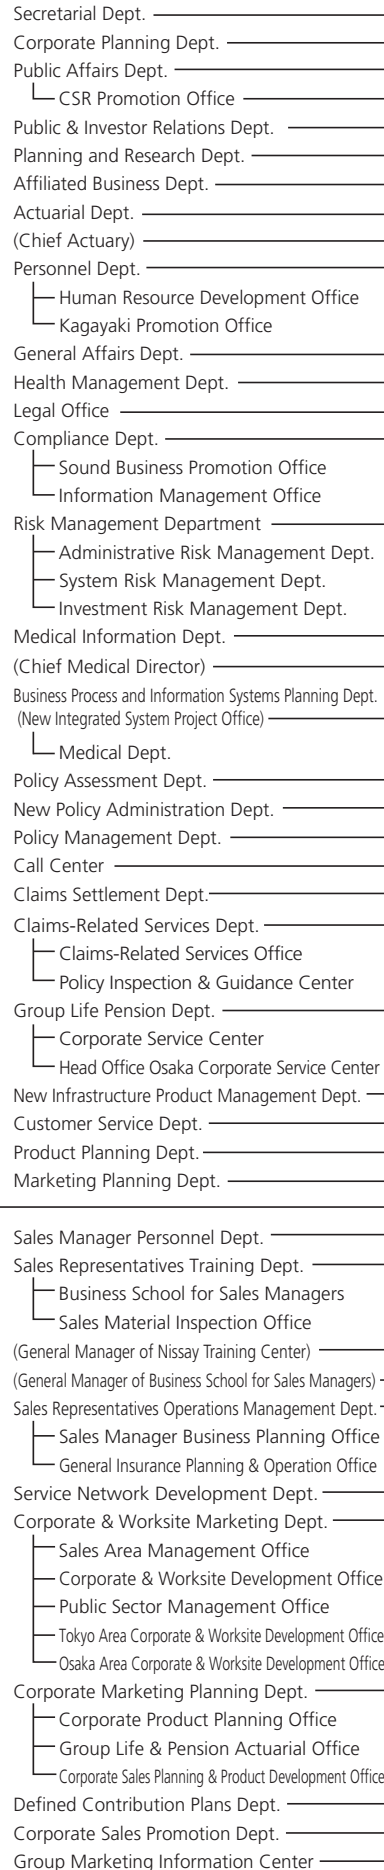 Secretarial Dept.
Corporate Planning Dept.
Public Affairs Dept.
CSR Promotion Office
Public & Investor Relations Dept.
Planning and Research Dept.
Affiliated Business Dept.
Actuarial Dept.
(Chief Actuary)
Personnel Dept.
Human Resource Development Office
Kagayaki Promotion Office
General Affairs Dept.
Health Management Dept.
Legal Office
Compliance Dept.
Sound Business Promotion Office
Information Management Office
Risk Management Department
Administrative Risk Management Dept.
System Risk Management Dept.
Investment Risk Management Dept.
Medical Information Dept.
(Chief Medical Director)
Business Process and Information Systems Planning Dept.
(New Integrated System Project Office)
Medical Dept.
Policy Assessment Dept.
New Policy Administration Dept.
Policy Management Dept.
Call Center
Claims Settlement Dept.
Claims-Related Services Dept.
Claims-Related Services Office
Policy Inspection & Guidance Center
Group Life Pension Dept.
Corporate Service Center
Head Office Osaka Corporate Service Center
New Infrastructure Product Management Dept.
Customer Service Dept.
Product Planning Dept.
Marketing Planning Dept.
Sales Manager Personnel Dept.
Sales Representatives Training Dept.
Business School for Sales Managers
Sales Material Inspection Office
(General Manager of Nissay Training Center)
(General Manager of Business School for Sales Managers)
Sales Representatives Operations Management Dept.
Sales Manager Business Planning Office
General Insurance Planning & Operation Office
Service Network Development Dept.
Corporate & Worksite Marketing Dept.
Sales Area Management Office
Corporate & Worksite Development Office
Public Sector Management Office
Tokyo Area Corporate & Worksite Development Office
Osaka Area Corporate & Worksite Development Office
Corporate Marketing Planning Dept.
Corporate Product Planning Office
Group Life & Pension Actuarial Office
Corporate Sales Planning & Product Development Office
Defined Contribution Plans Dept.
Corporate Sales Promotion Dept.
Group Marketing Information Center